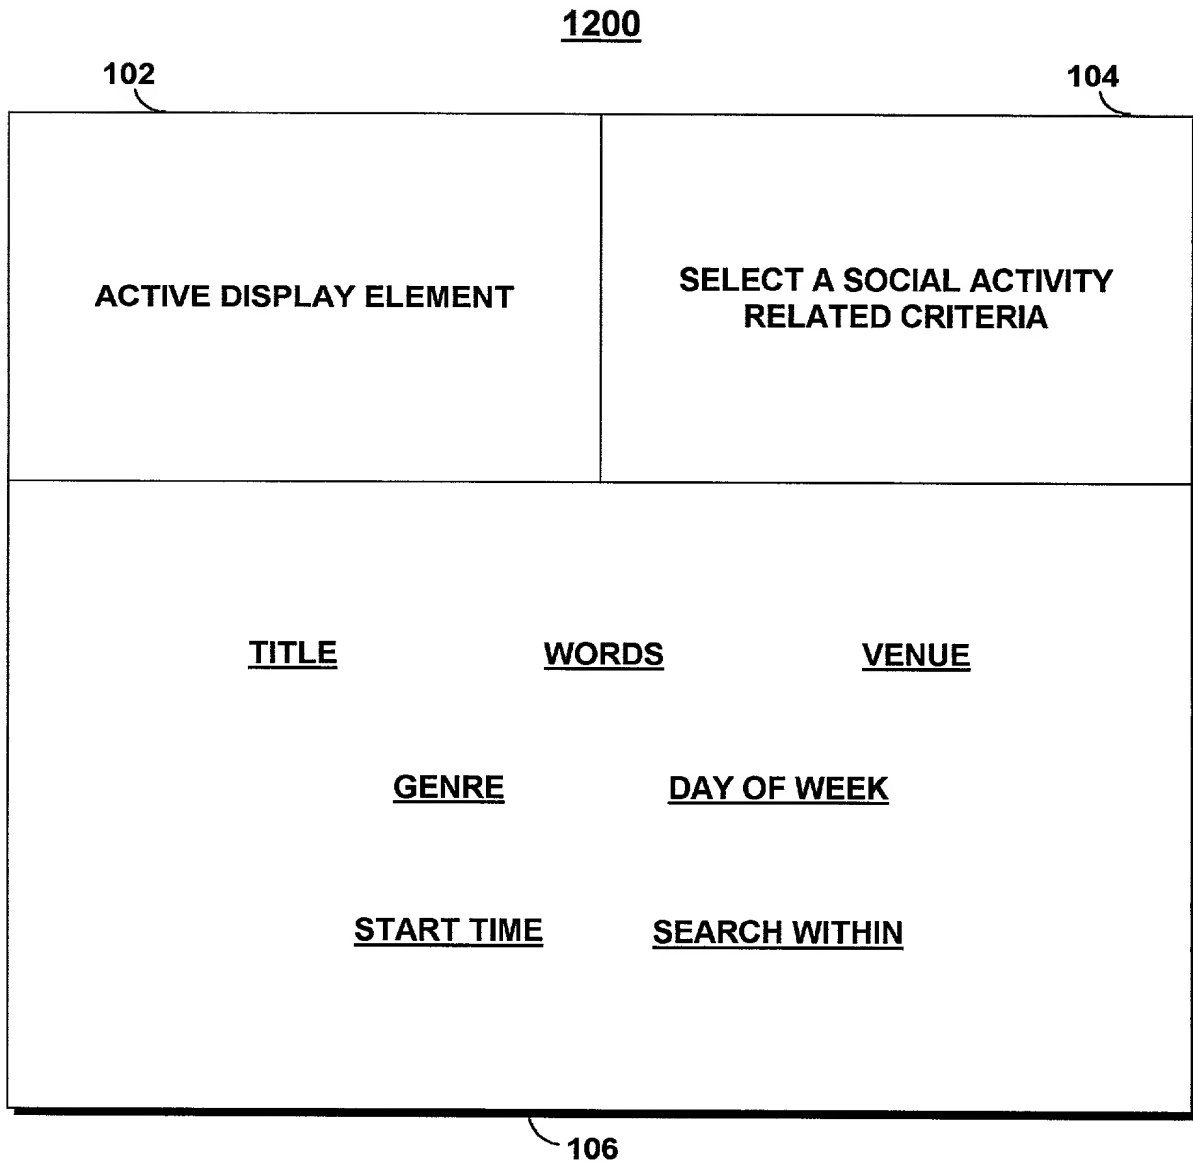 1200
102
104
ACTIVE DISPLAY ELEMENT
SELECT A SOCIAL ACTIVITY
RELATED CRITERIA
TITLE
WORDS
VENUE
GENRE
DAY OF WEEK
START TIME
SEARCH WITHIN
106